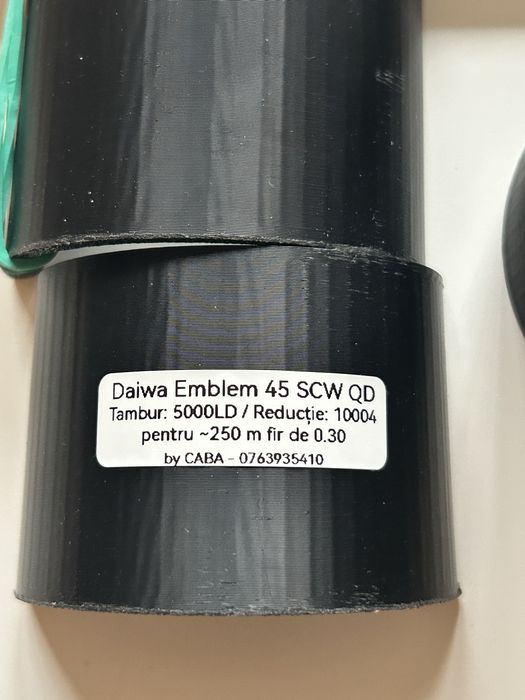 Daiwa Emblem 45 SCW QD
Tambur: 5000LD / Reducție: 10004
pentru ~250 m fir de 0.30
by CABA - 0763935410